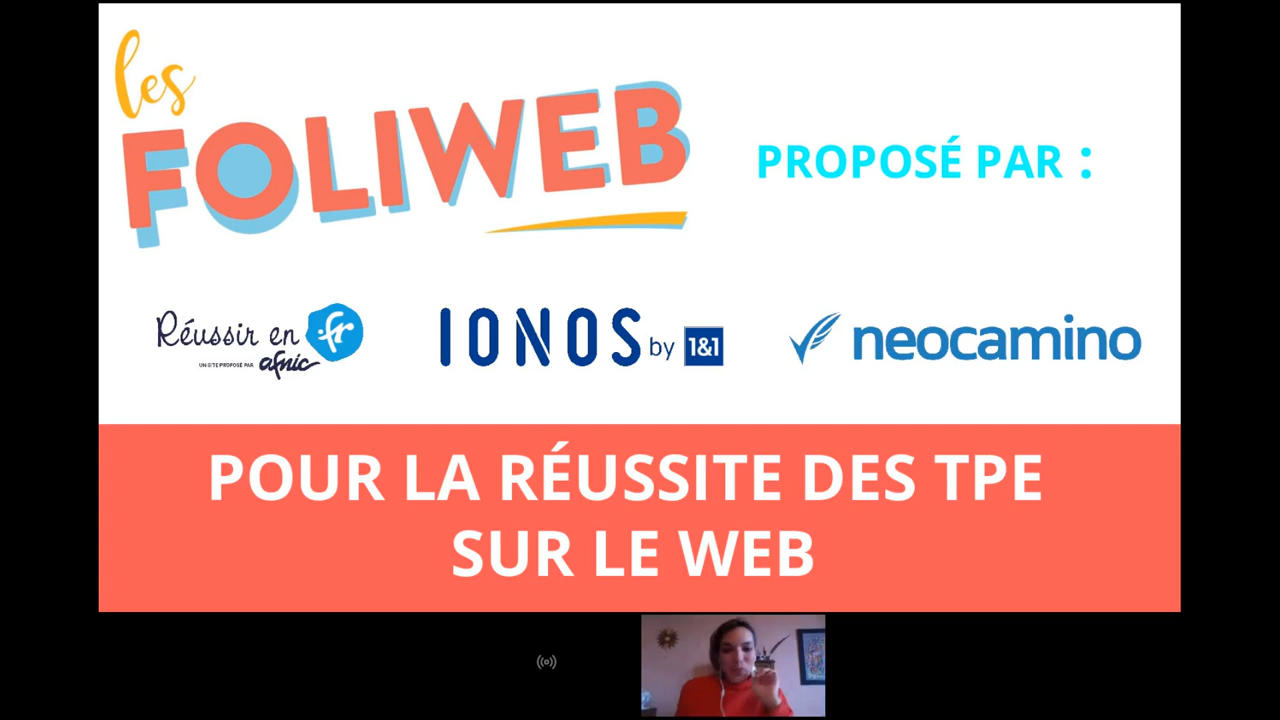 les
FOLIWEB
PROPOSÉ PAR :
Réussir en .fr
UN SITE PROPOSÉ PAR afnic
IONOS by 1&1
neocamino
POUR LA RÉUSSITE DES TPE
SUR LE WEB